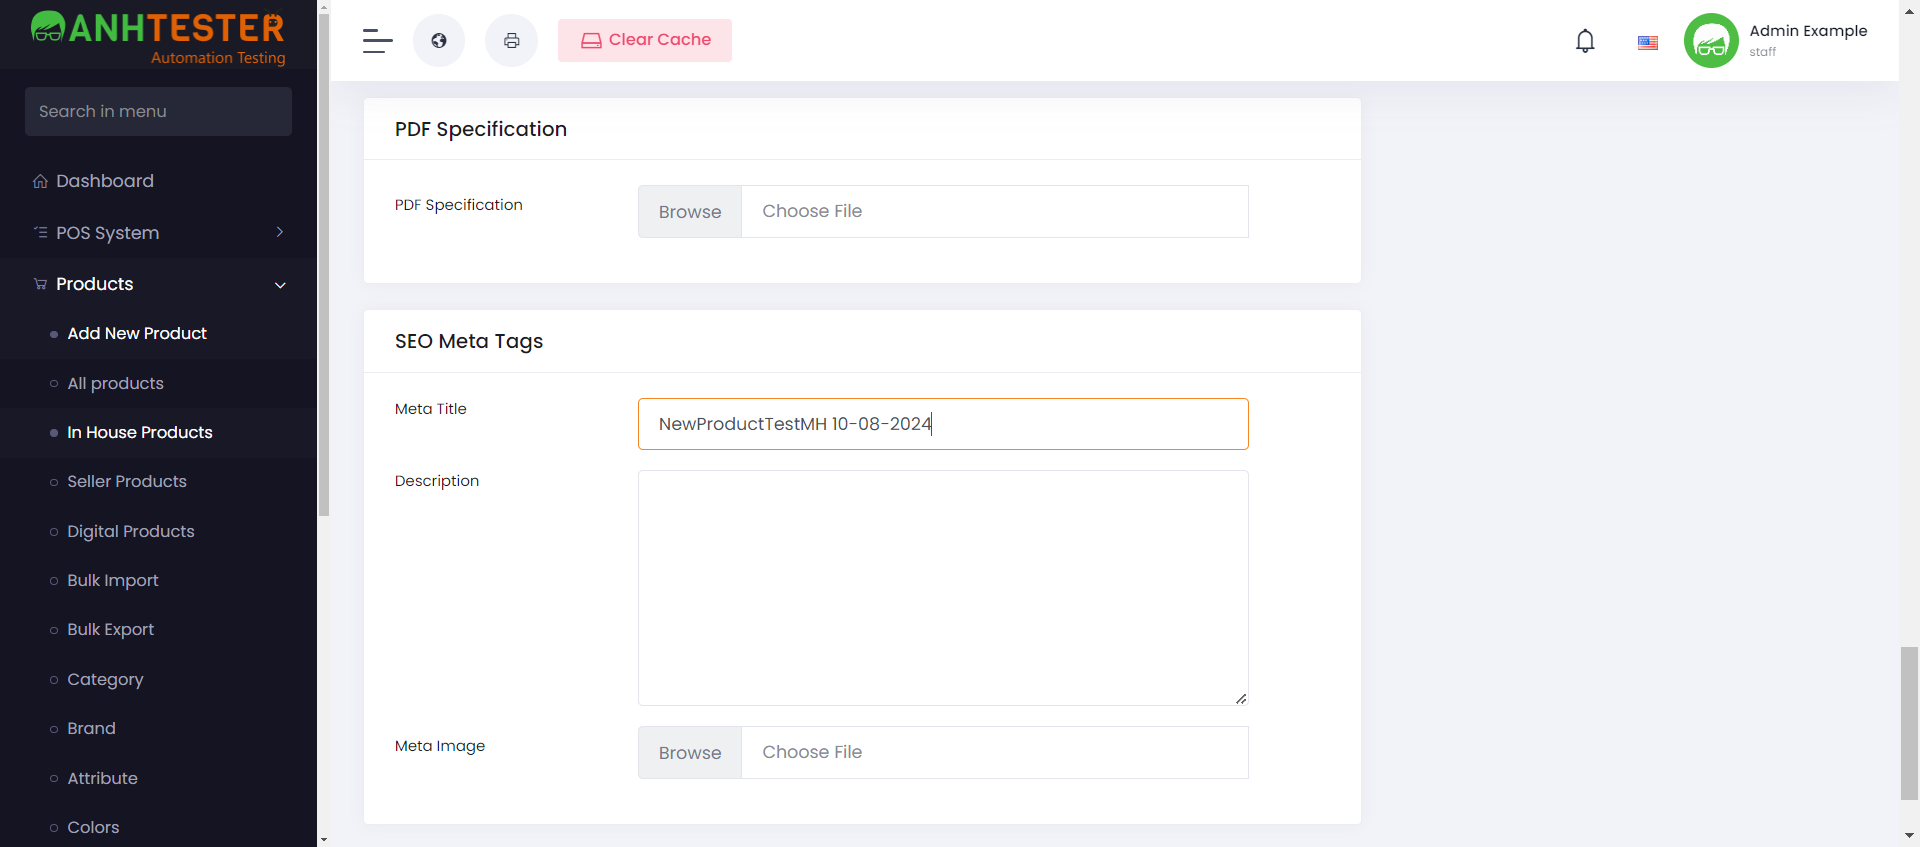 ANHTESTER
Automation Testing
Search in menu
Dashboard
POS System
Products
Add New Product
All products
In House Products
Seller Products
Digital Products
Bulk Import
Bulk Export
Category
Brand
Attribute
Colors
Clear Cache
Admin Example
staff
PDF Specification
PDF Specification
Browse
Choose File
SEO Meta Tags
Meta Title
NewProductTestMH 10-08-2024
Description
Meta Image
Browse
Choose File